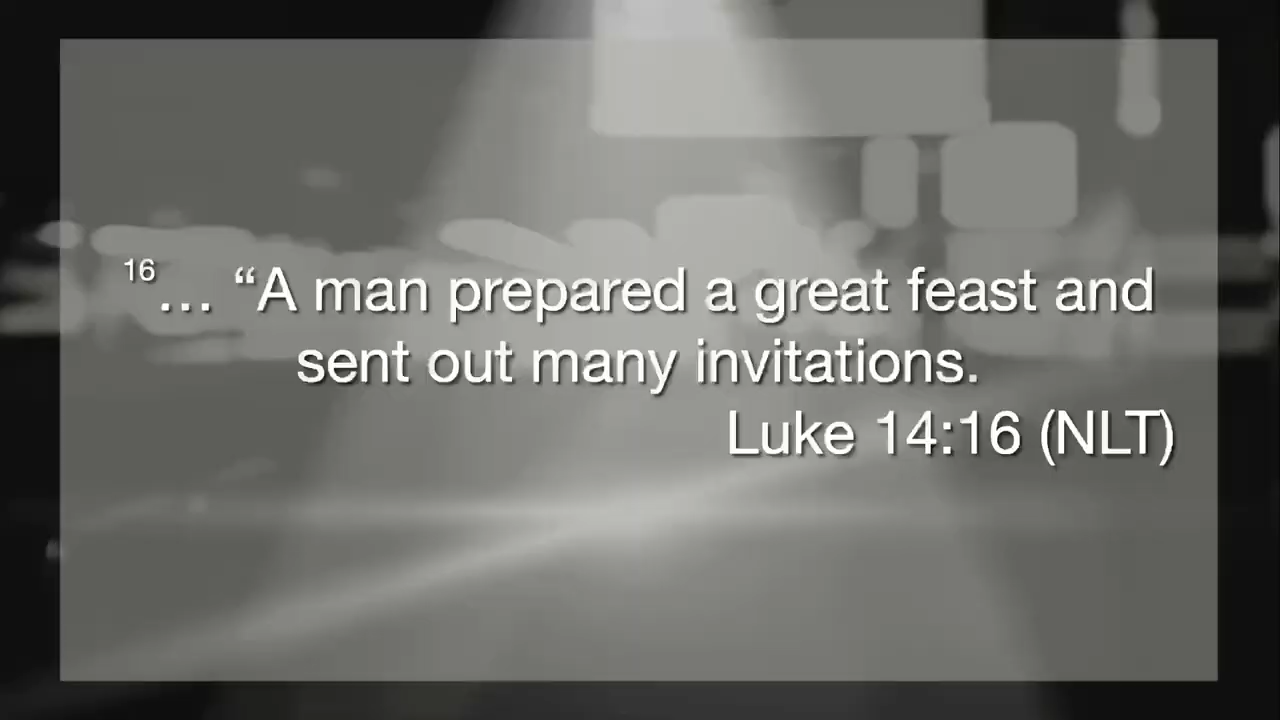 16… “A man prepared a great feast and
sent out many invitations.
Luke 14:16 (NLT)